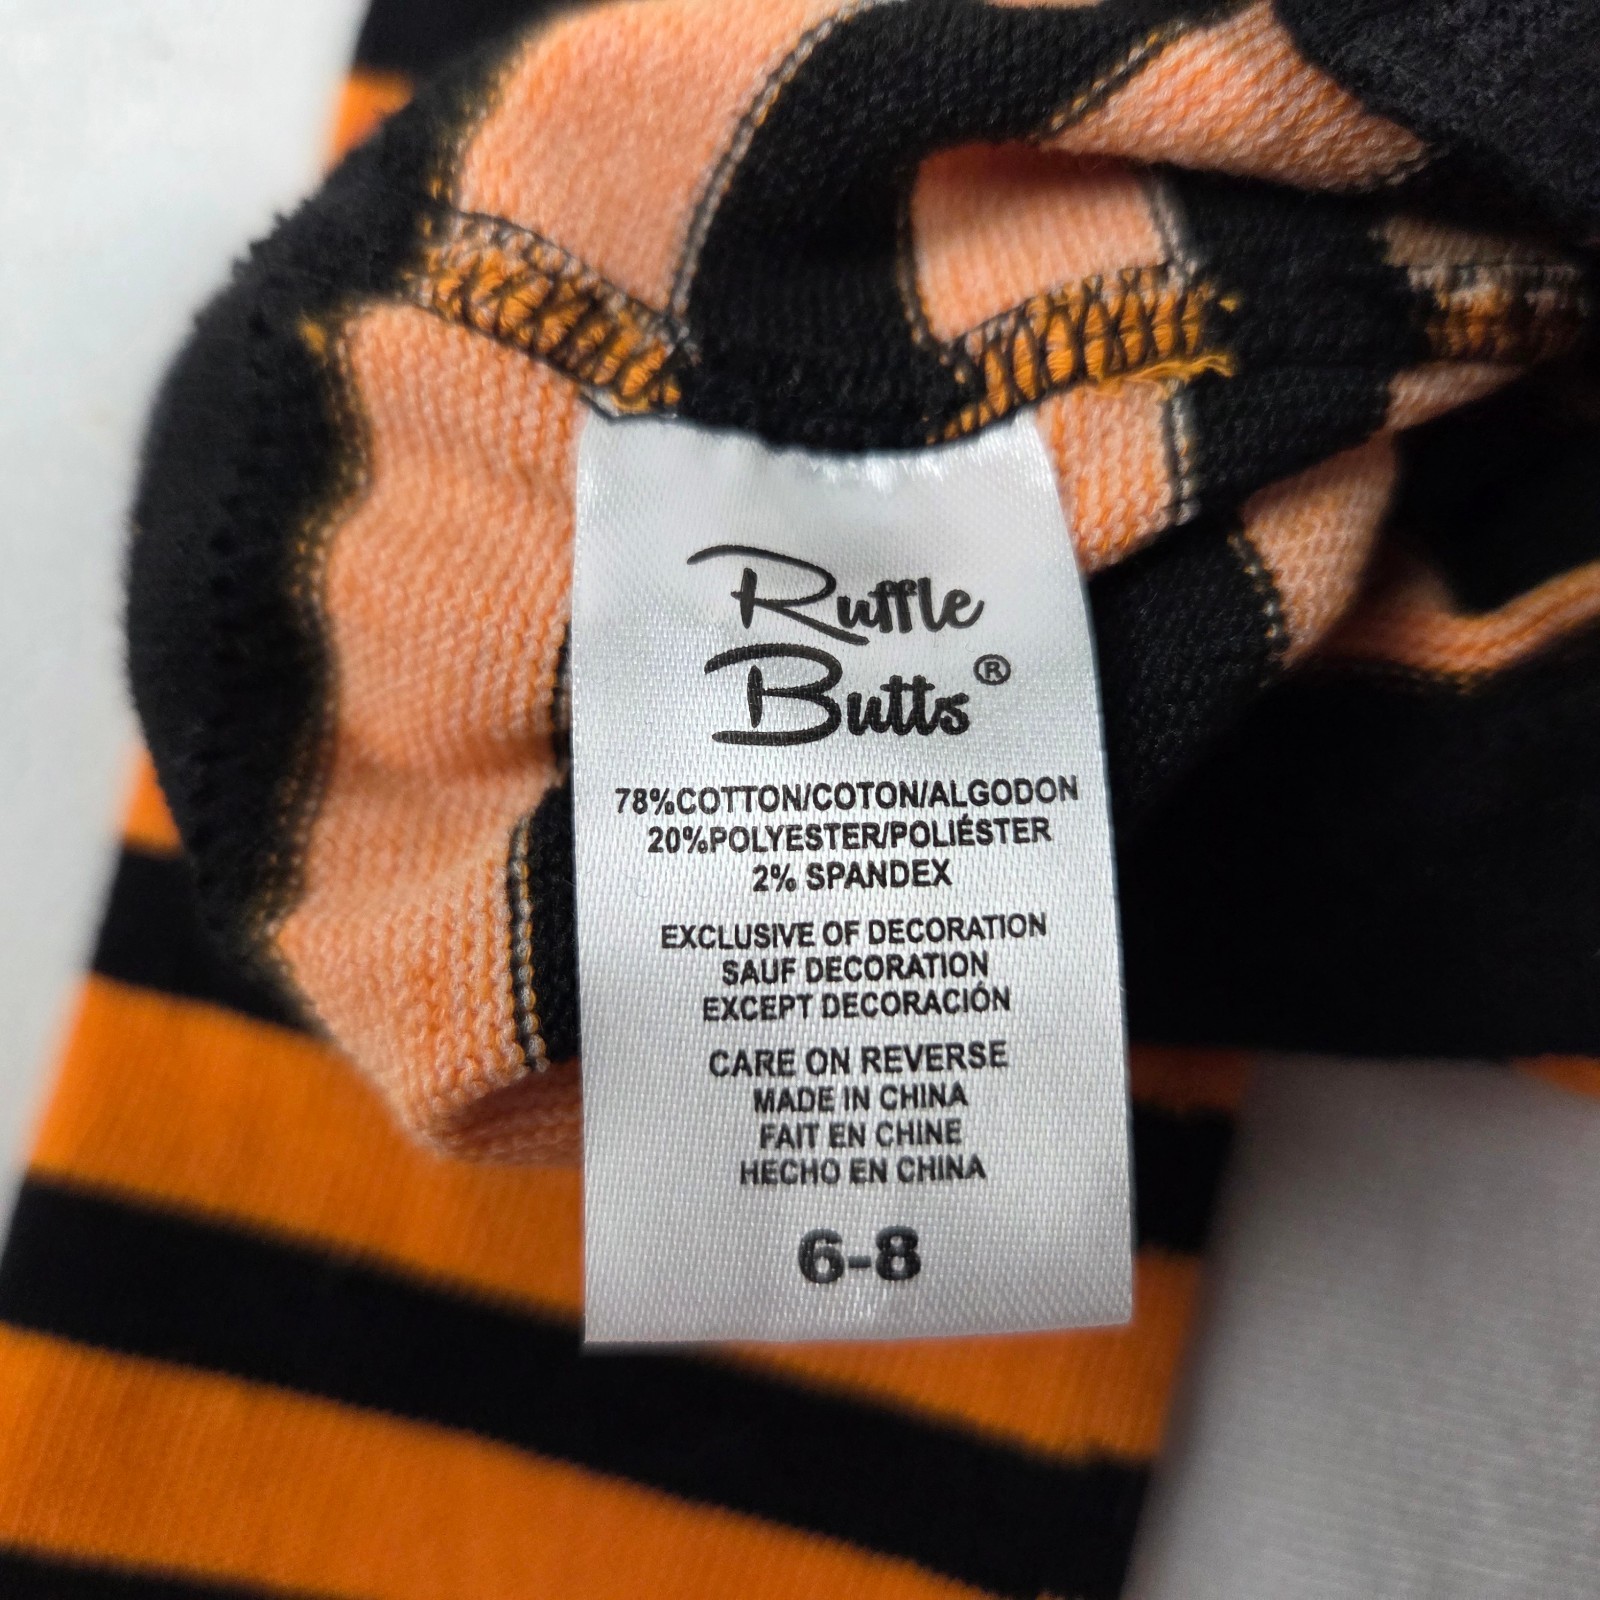 Ruffle
Butts®
78%COTTON/COTON/ALGODON
20%POLYESTER/POLIÉSTER
2% SPANDEX
EXCLUSIVE OF DECORATION
SAUF DECORATION
EXCEPT DECORACIÓN
CARE ON REVERSE
MADE IN CHINA
FAIT EN CHINE
HECHO EN CHINA
6-8